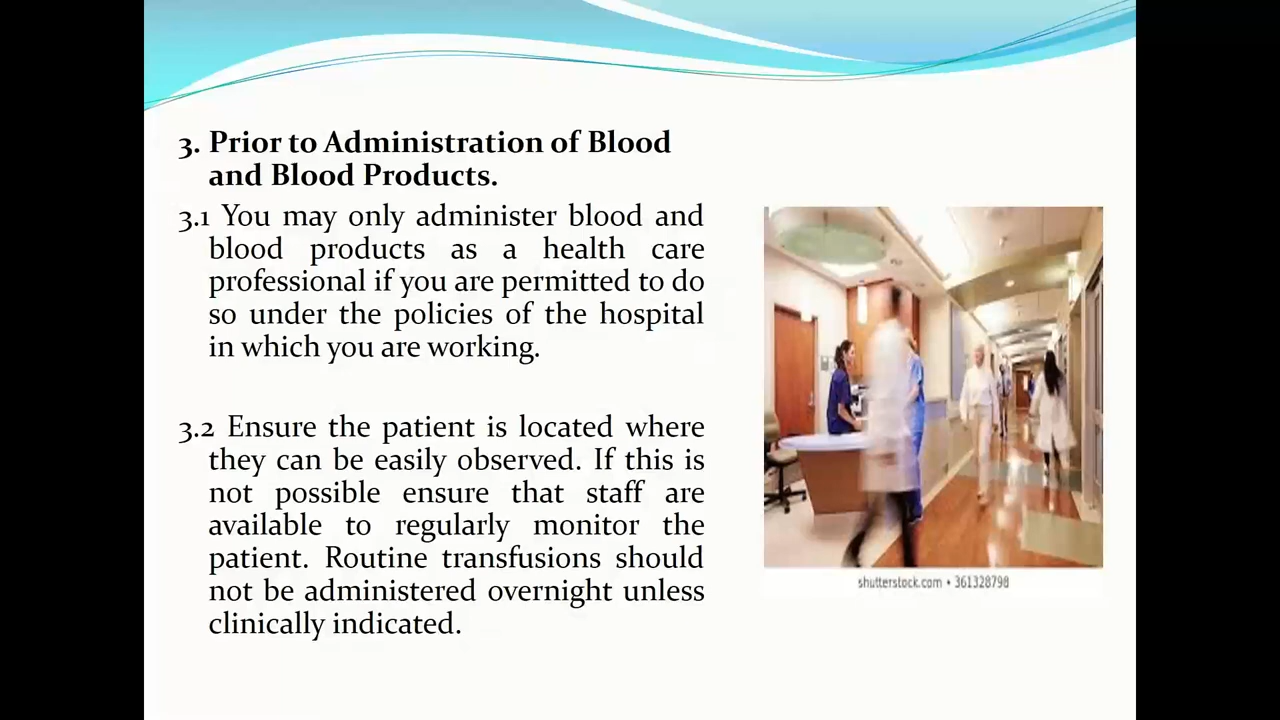 3. Prior to Administration of Blood
and Blood Products.
3.1 You may only administer blood and
blood products as a health care
professional if you are permitted to do
so under the policies of the hospital
in which you are working.
3.2 Ensure the patient is located where
they can be easily observed. If this is
not possible ensure that staff are
available to regularly monitor the
patient. Routine transfusions should
not be administered overnight unless
clinically indicated.
shutterstock.com • 361328798